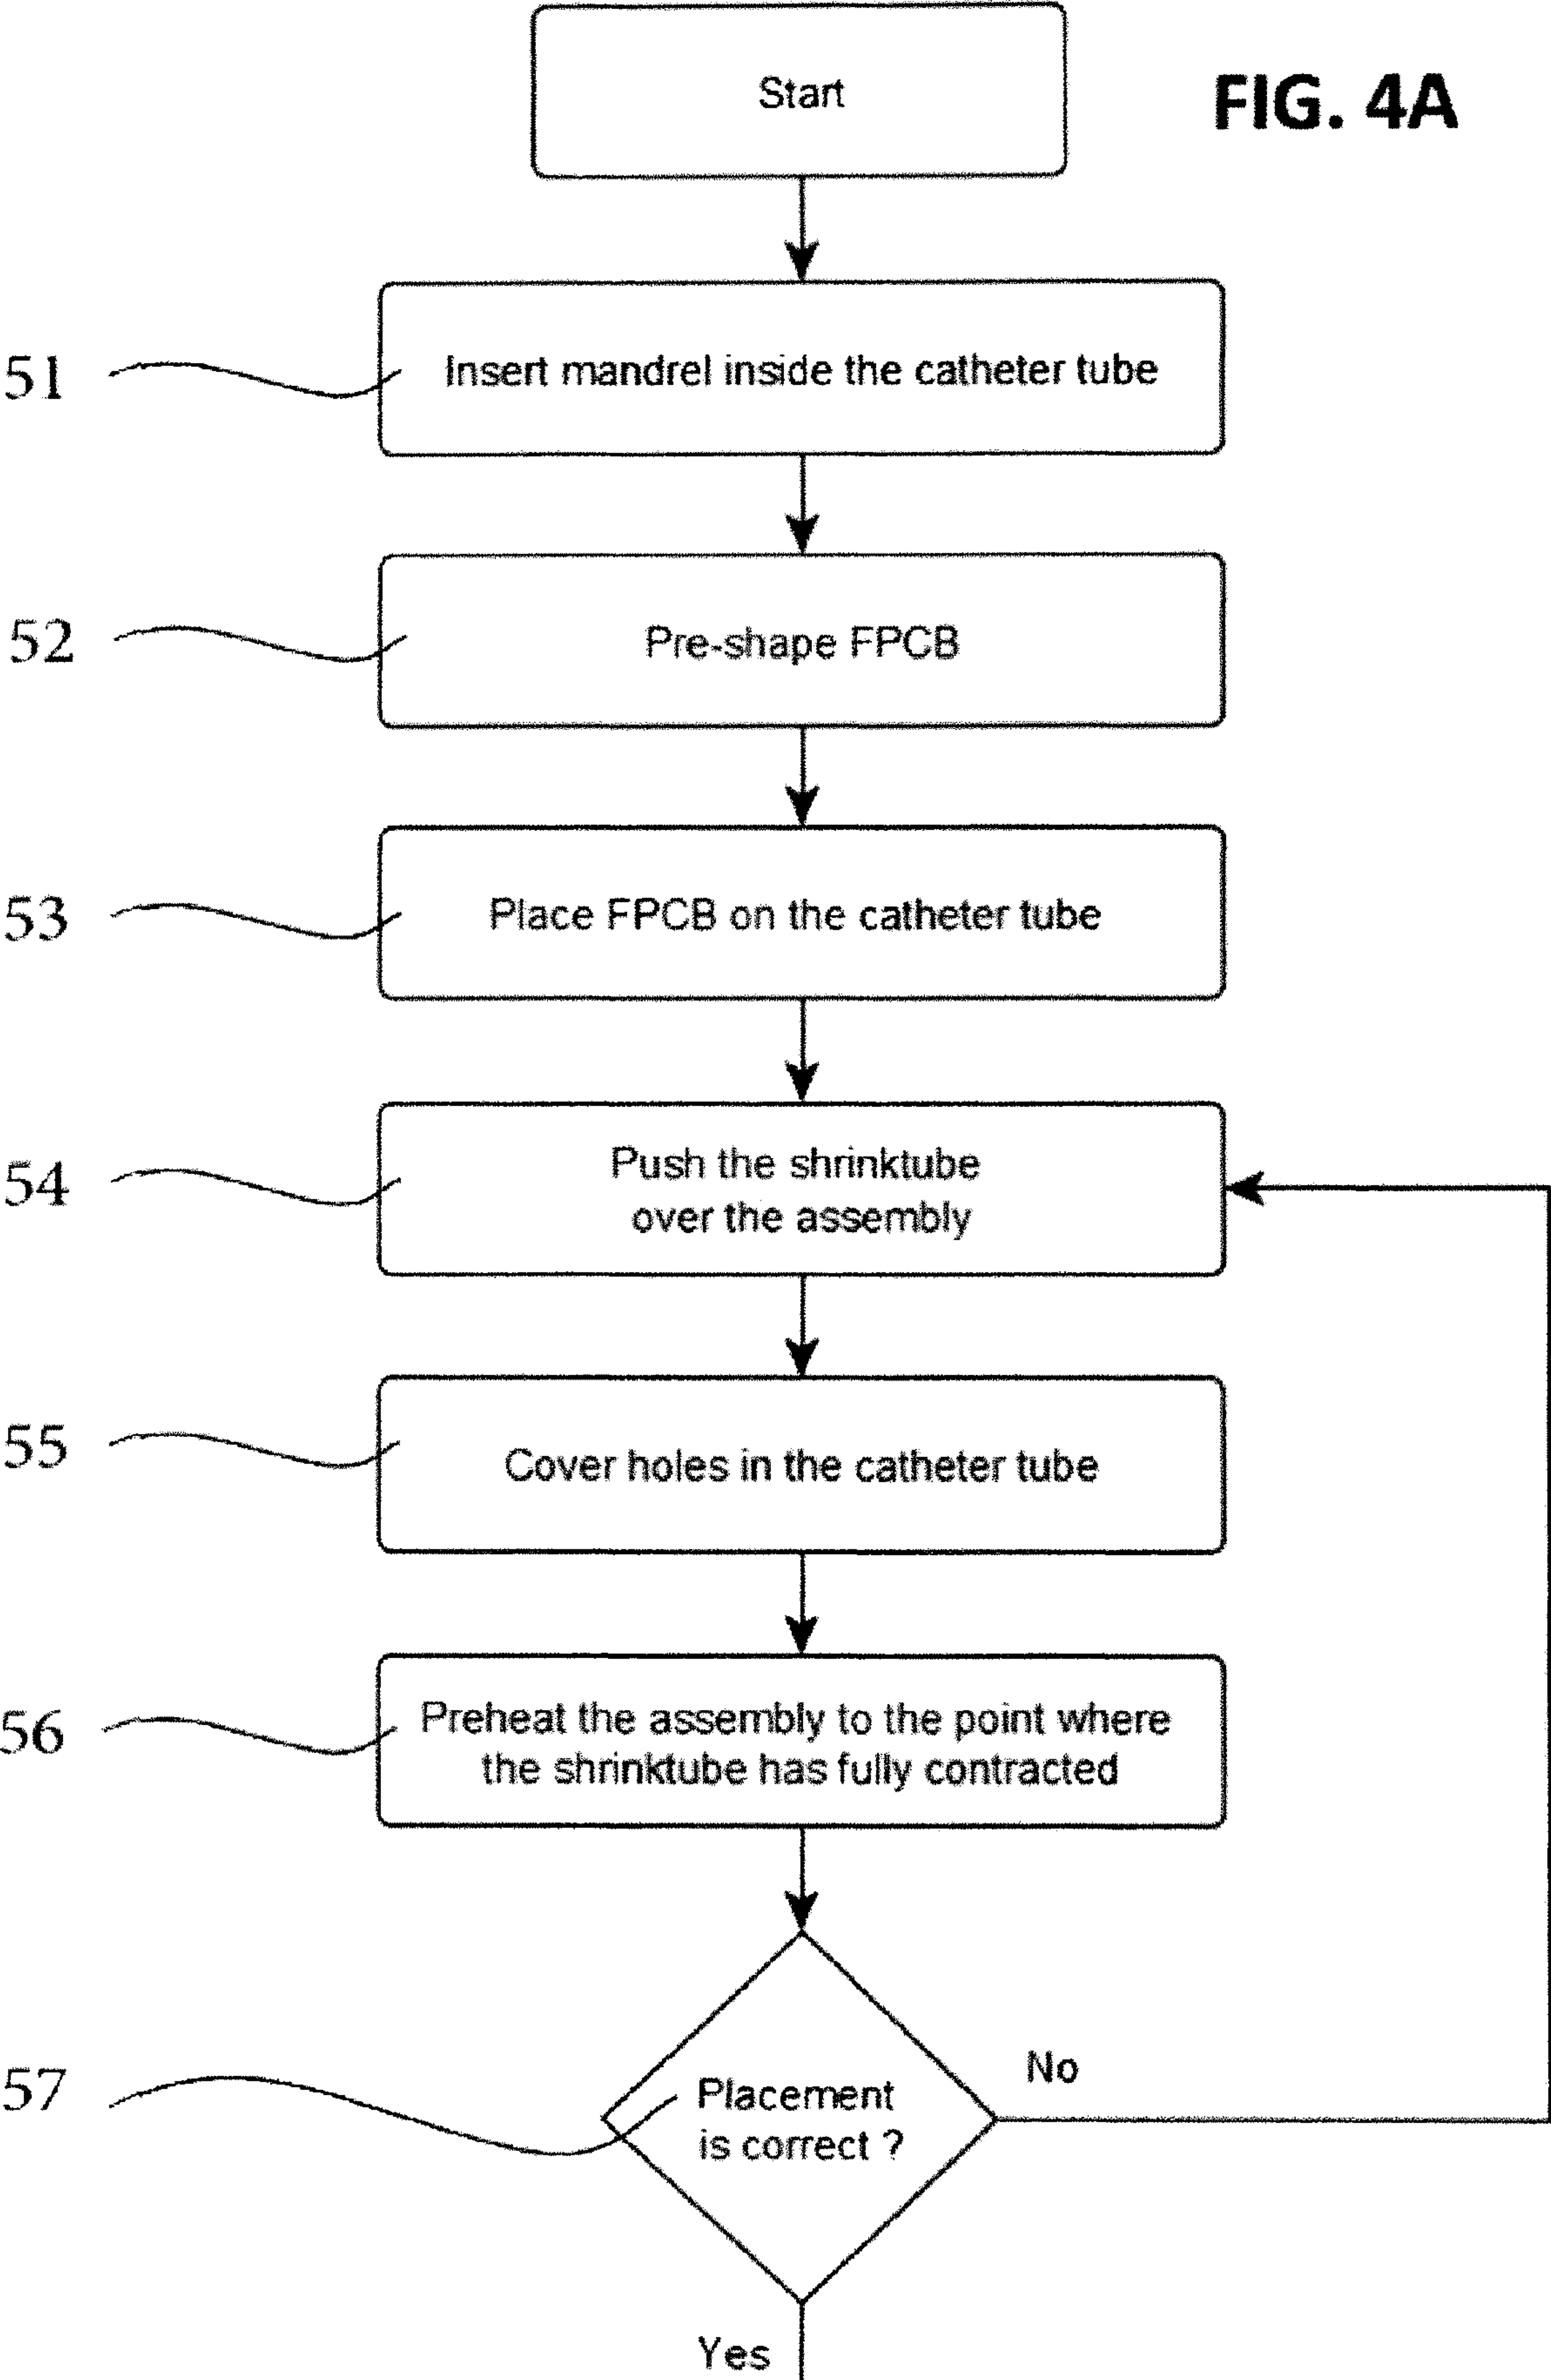 Start
FIG. 4A
51
Insert mandrel inside the catheter tube
52
Pre-shape FPCB
53
Place FPCB on the catheter tube
54
Push the shrinktube
over the assembly
55
Cover holes in the catheter tube
56
Preheat the assembly to the point where
the shrinktube has fully contracted
57
Placement
is correct ?
No
Yes